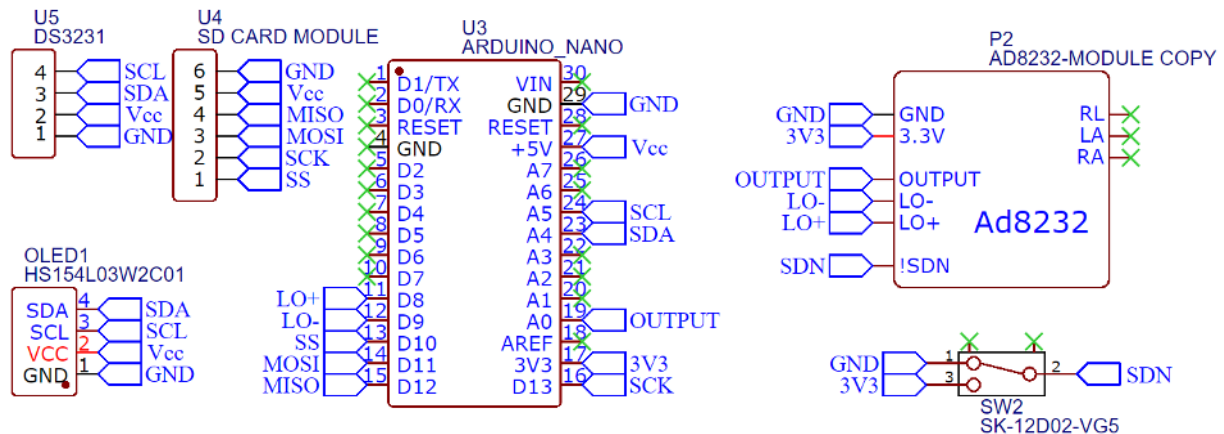 U5
DS3231
4 SCL
3 SDA
2 Vcc
1 GND
U4
SD CARD MODULE
6 GND
5 Vcc
4 MISO
3 MOSI
2 SCK
1 SS
OLED1
HS154L03W2C01
SDA 4 SDA
SCL 3 SCL
VCC 2 Vcc
GND 1 GND
U3
ARDUINO_NANO
1 D1/TX VIN 30
2 D0/RX GND 29 GND
3 RESET RESET 28
4 GND +5V 27 Vcc
5 D2 A7 26
6 D3 A6 25
7 D4 A5 24 SCL
8 D5 A4 23 SDA
9 D6 A3 22
10 D7 A2 21
LO+ 11 D8 A1 20
LO- 12 D9 A0 19 OUTPUT
SS 13 D10 AREF 18
MOSI 14 D11 3V3 17 3V3
MISO 15 D12 D13 16 SCK
P2
AD8232-MODULE COPY
GND GND RL
3V3 3.3V LA
RA
OUTPUT OUTPUT
LO- LO-
LO+ LO+
Ad8232
SDN !SDN
GND 1
3V3 3
2 SDN
SW2
SK-12D02-VG5